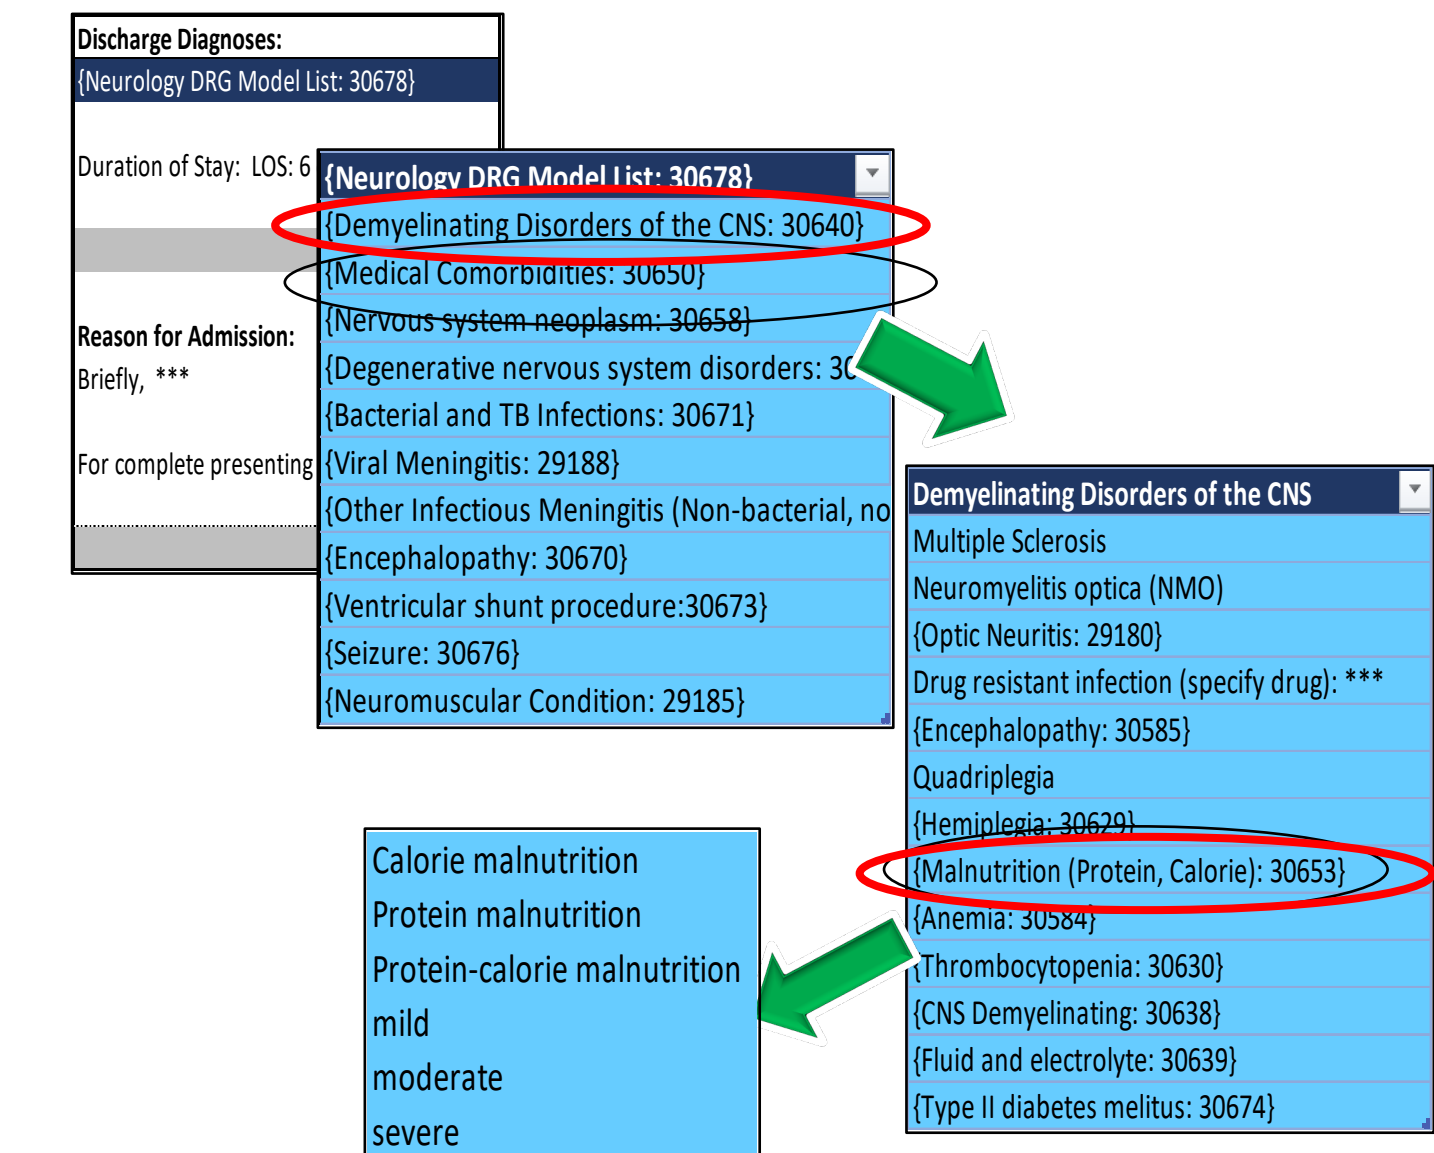 Discharge Diagnoses:
{Neurology DRG Model List: 30678}
Duration of Stay: LOS: 6
Reason for Admission:
Briefly, ***
For complete presenting
{Neurology DRG Model List: 30678}
{Demyelinating Disorders of the CNS: 30640}
{Medical Comorbidities: 30650}
{Nervous system neoplasm: 30658}
{Degenerative nervous system disorders: 30
{Bacterial and TB Infections: 30671}
{Viral Meningitis: 29188}
{Other Infectious Meningitis (Non-bacterial, no
{Encephalopathy: 30670}
{Ventricular shunt procedure:30673}
{Seizure: 30676}
{Neuromuscular Condition: 29185}
Demyelinating Disorders of the CNS
Multiple Sclerosis
Neuromyelitis optica (NMO)
{Optic Neuritis: 29180}
Drug resistant infection (specify drug): ***
{Encephalopathy: 30585}
Quadriplegia
{Hemiplegia: 30629}
{Malnutrition (Protein, Calorie): 30653}
{Anemia: 30584}
{Thrombocytopenia: 30630}
{CNS Demyelinating: 30638}
{Fluid and electrolyte: 30639}
{Type II diabetes melitus: 30674}
Calorie malnutrition
Protein malnutrition
Protein-calorie malnutrition
mild
moderate
severe